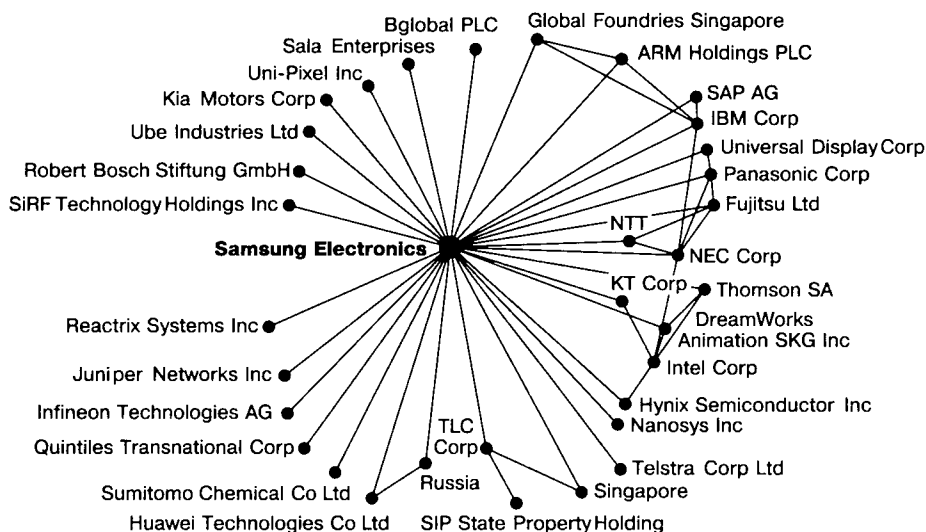 Bglobal PLC
Global Foundries Singapore
Sala Enterprises
ARM Holdings PLC
Uni-Pixel Inc
Kia Motors Corp
SAP AG
IBM Corp
Ube Industries Ltd
Universal Display Corp
Robert Bosch Stiftung GmbH
Panasonic Corp
SiRF Technology Holdings Inc
Fujitsu Ltd
NTT
Samsung Electronics
NEC Corp
KT Corp
Thomson SA
Reactrix Systems Inc
DreamWorks
Animation SKG Inc
Juniper Networks Inc
Intel Corp
Infineon Technologies AG
Hynix Semiconductor Inc
Nanosys Inc
Quintiles Transnational Corp
TLC
Corp
Telstra Corp Ltd
Sumitomo Chemical Co Ltd
Russia
Singapore
Huawei Technologies Co Ltd
SIP State Property Holding